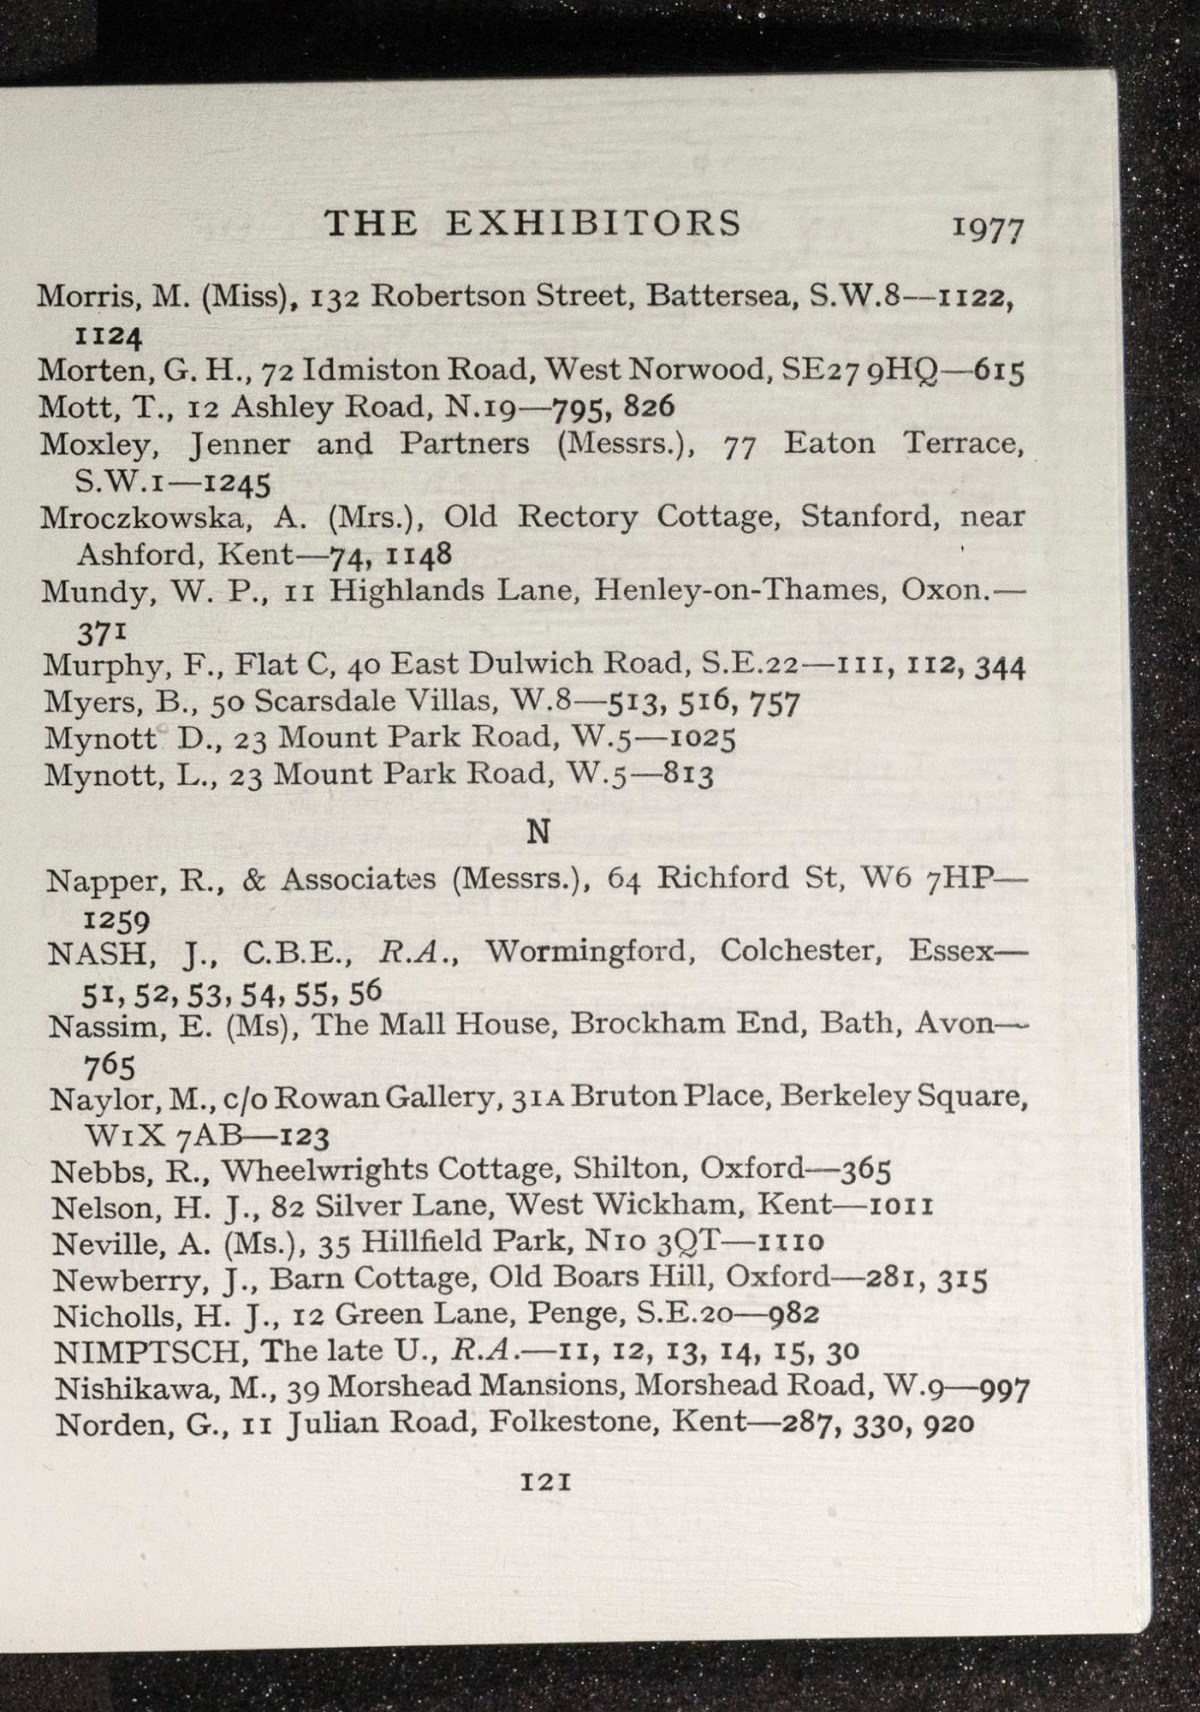 THE EXHIBITORS 1977
Morris, M. (Miss), 132 Robertson Street, Battersea, S.W.8—1122,
1124
Morten, G. H., 72 Idmiston Road, West Norwood, SE27 9HQ—615
Mott, T., 12 Ashley Road, N.19—795, 826
Moxley, Jenner and Partners (Messrs.), 77 Eaton Terrace,
S.W.1—1245
Mroczkowska, A. (Mrs.), Old Rectory Cottage, Stanford, near
Ashford, Kent—74, 1148
Mundy, W. P., 11 Highlands Lane, Henley-on-Thames, Oxon.—
371
Murphy, F., Flat C, 40 East Dulwich Road, S.E.22—111, 112, 344
Myers, B., 50 Scarsdale Villas, W.8—513, 516, 757
Mynott D., 23 Mount Park Road, W.5—1025
Mynott, L., 23 Mount Park Road, W.5—813
N
Napper, R., & Associates (Messrs.), 64 Richford St, W6 7HP—
1259
NASH, J., C.B.E., R.A., Wormingford, Colchester, Essex—
51, 52, 53, 54, 55, 56
Nassim, E. (Ms), The Mall House, Brockham End, Bath, Avon—
765
Naylor, M., c/o Rowan Gallery, 31A Bruton Place, Berkeley Square,
W1X 7AB—123
Nebbs, R., Wheelwrights Cottage, Shilton, Oxford—365
Nelson, H. J., 82 Silver Lane, West Wickham, Kent—1011
Neville, A. (Ms.), 35 Hillfield Park, N10 3QT—1110
Newberry, J., Barn Cottage, Old Boars Hill, Oxford—281, 315
Nicholls, H. J., 12 Green Lane, Penge, S.E.20—982
NIMPTSCH, The late U., R.A.—11, 12, 13, 14, 15, 30
Nishikawa, M., 39 Morshead Mansions, Morshead Road, W.9—997
Norden, G., 11 Julian Road, Folkestone, Kent—287, 330, 920
121